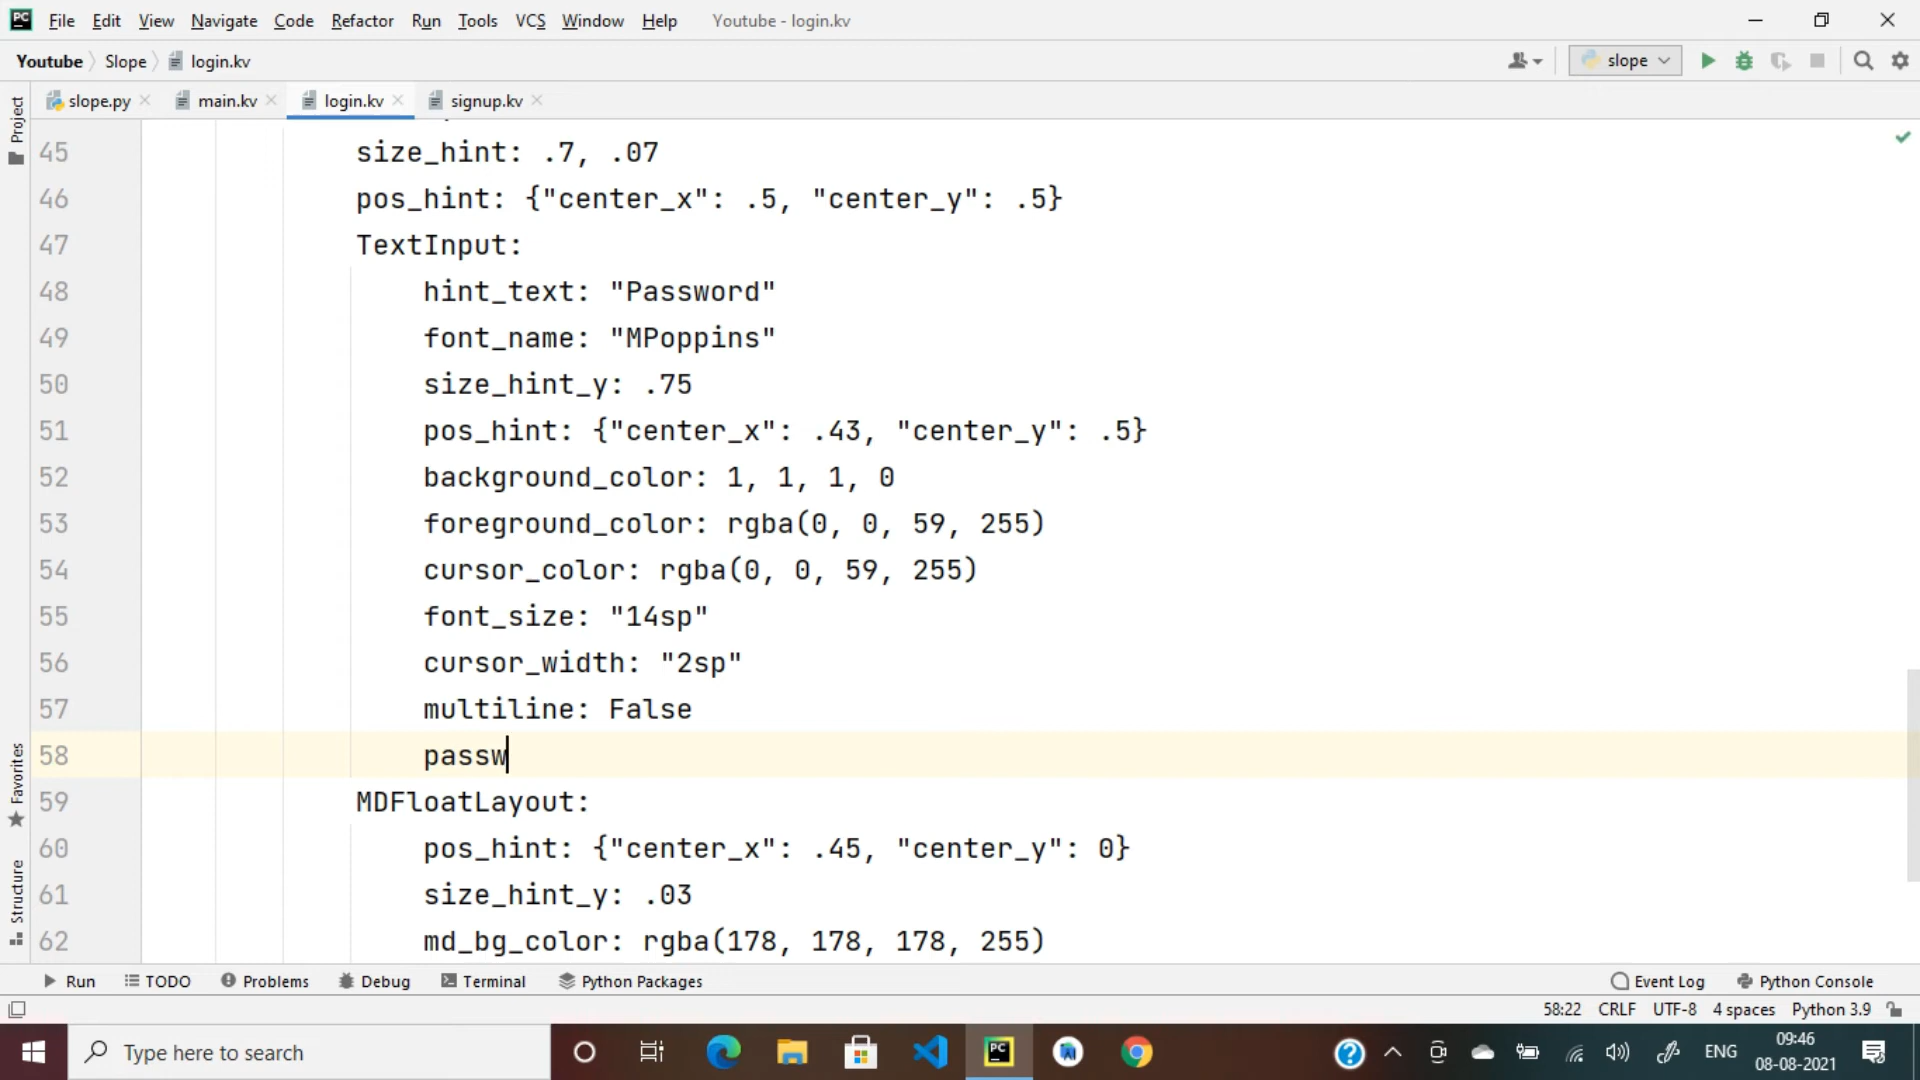 PC File Edit View Navigate Code Refactor Run Tools VCS Window Help Youtube - login.kv
Youtube Slope login.kv slope
slope.py main.kv login.kv signup.kv
Project
45 size_hint: .7, .07
46 pos_hint: {"center_x": .5, "center_y": .5}
47 TextInput:
48 hint_text: "Password"
49 font_name: "MPoppins"
50 size_hint_y: .75
51 pos_hint: {"center_x": .43, "center_y": .5}
52 background_color: 1, 1, 1, 0
53 foreground_color: rgba(0, 0, 59, 255)
54 cursor_color: rgba(0, 0, 59, 255)
55 font_size: "14sp"
56 cursor_width: "2sp"
57 multiline: False
58 passw
59 MDFloatLayout:
60 pos_hint: {"center_x": .45, "center_y": 0}
61 size_hint_y: .03
62 md_bg_color: rgba(178, 178, 178, 255)
Favorites
Structure
Run TODO Problems Debug Terminal Python Packages Event Log Python Console
58:22 CRLF UTF-8 4 spaces Python 3.9
Type here to search PC ENG 09:46
08-08-2021